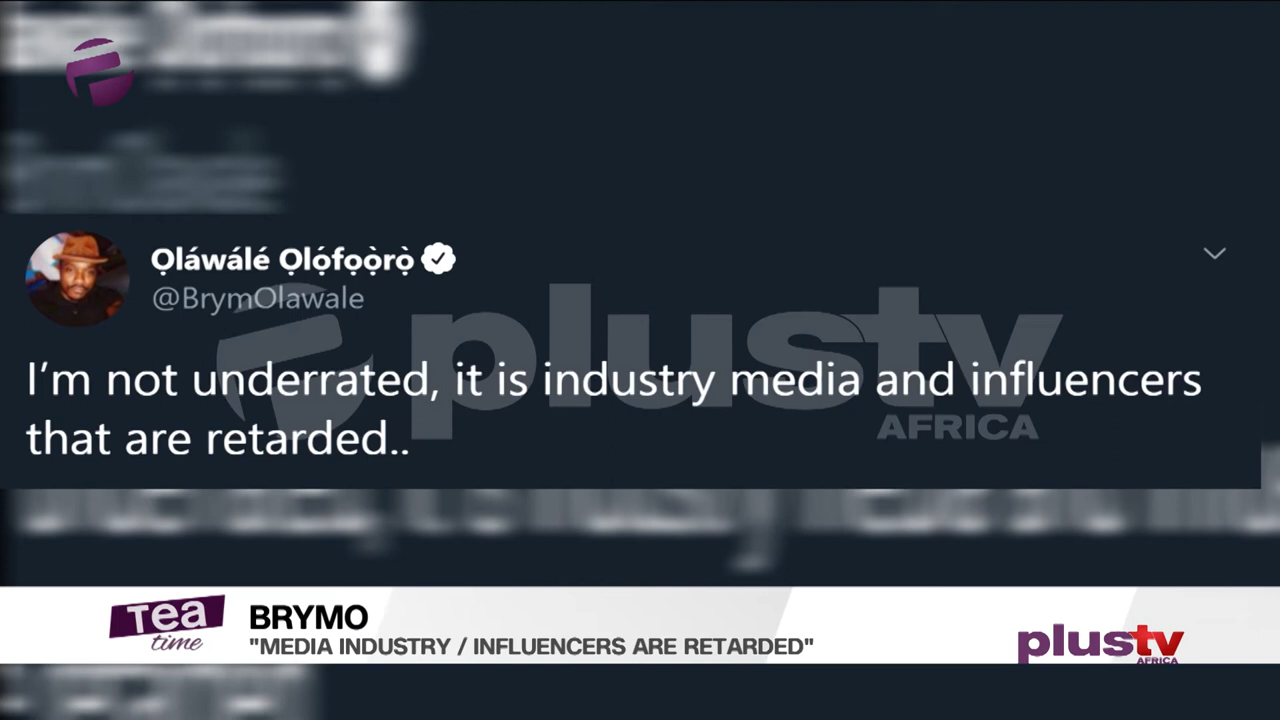 Ọláwálé Ọlọ́fọọ̀rọ̀
@BrymOlawale
I’m not underrated, it is industry media and influencers
that are retarded..
plustv
AFRICA
Tea
time
BRYMO
"MEDIA INDUSTRY / INFLUENCERS ARE RETARDED"
plustv
AFRICA